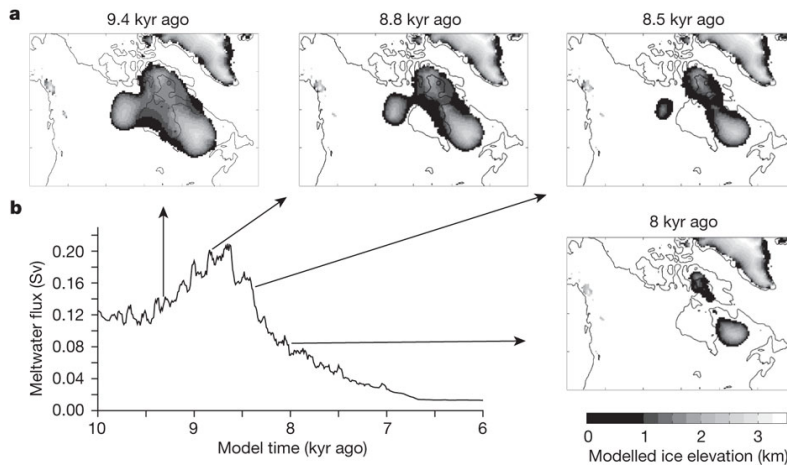 a
9.4 kyr ago
8.8 kyr ago
8.5 kyr ago
b
8 kyr ago
Meltwater flux (Sv)
0.20
0.16
0.12
0.08
0.04
0.00
10 9 8 7 6
Model time (kyr ago)
0 1 2 3
Modelled ice elevation (km)